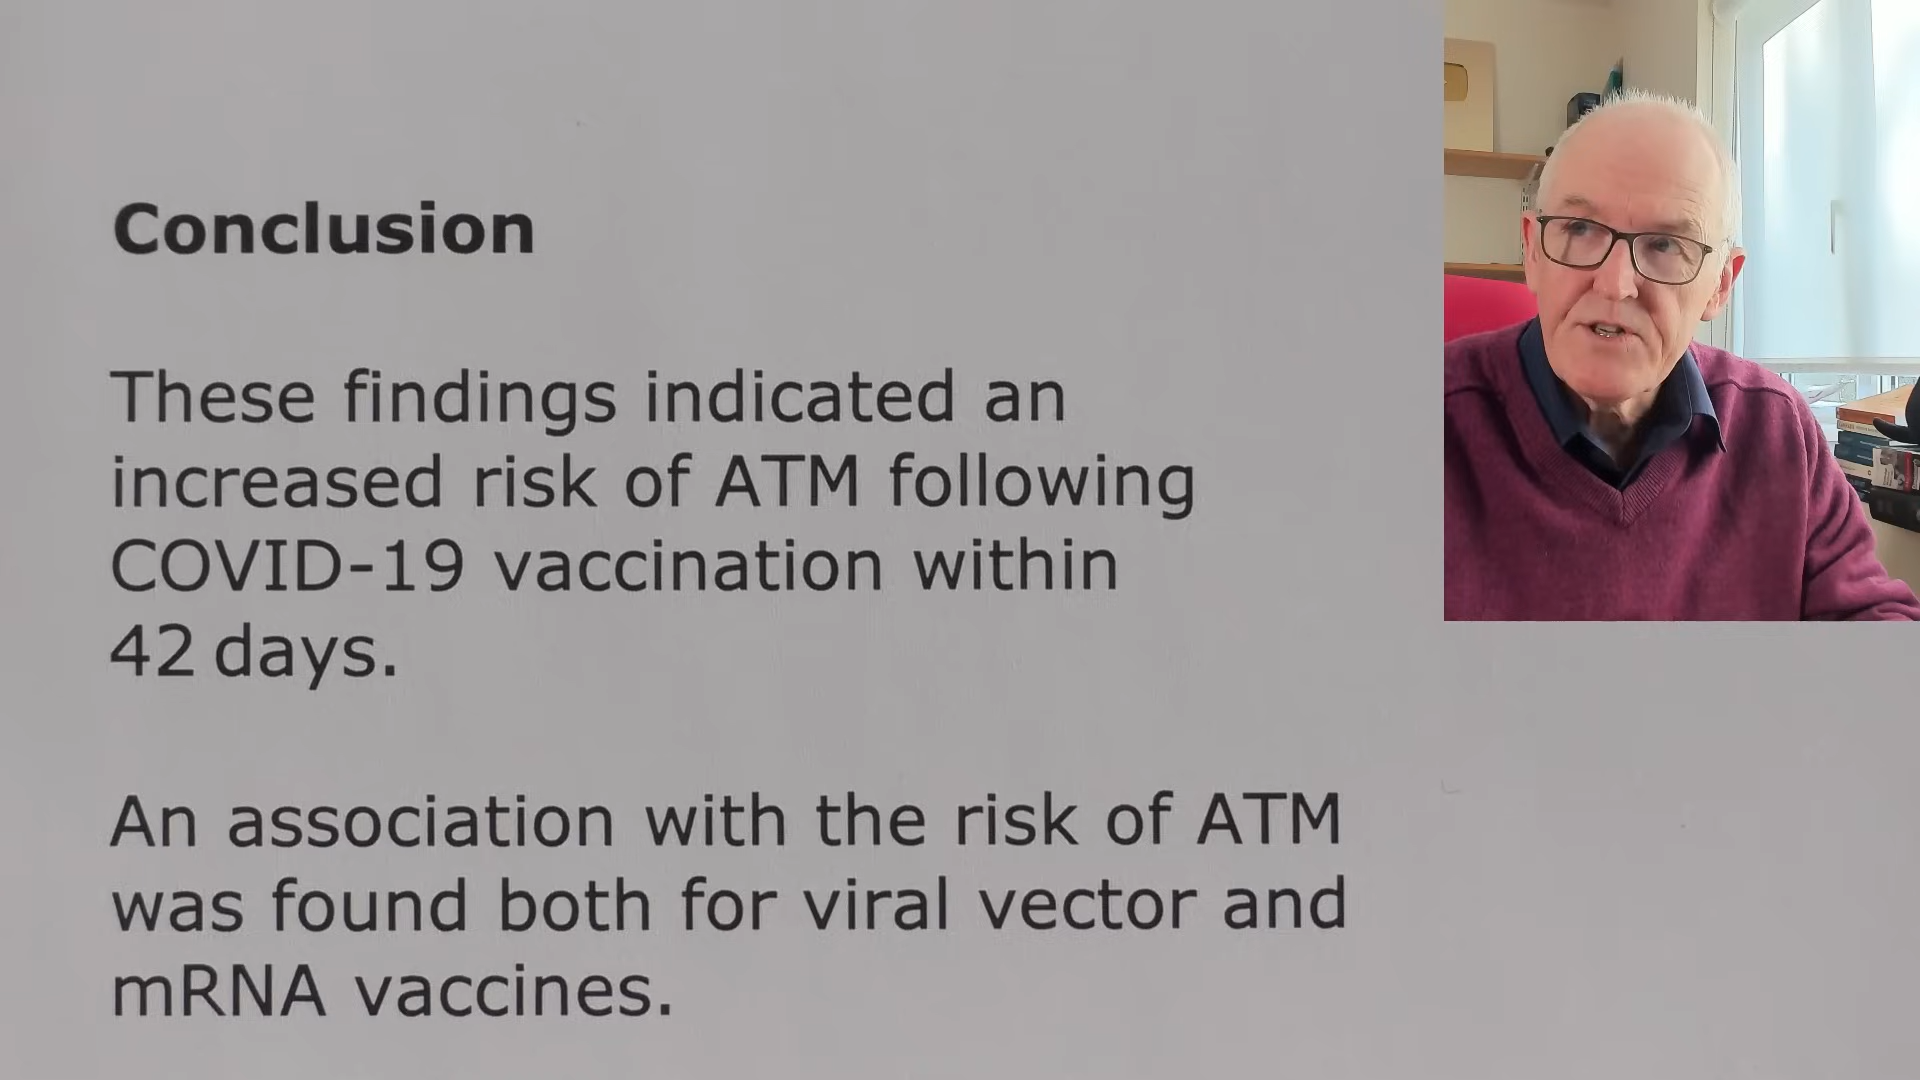 Conclusion
These findings indicated an
increased risk of ATM following
COVID-19 vaccination within
42 days.
An association with the risk of ATM
was found both for viral vector and
mRNA vaccines.